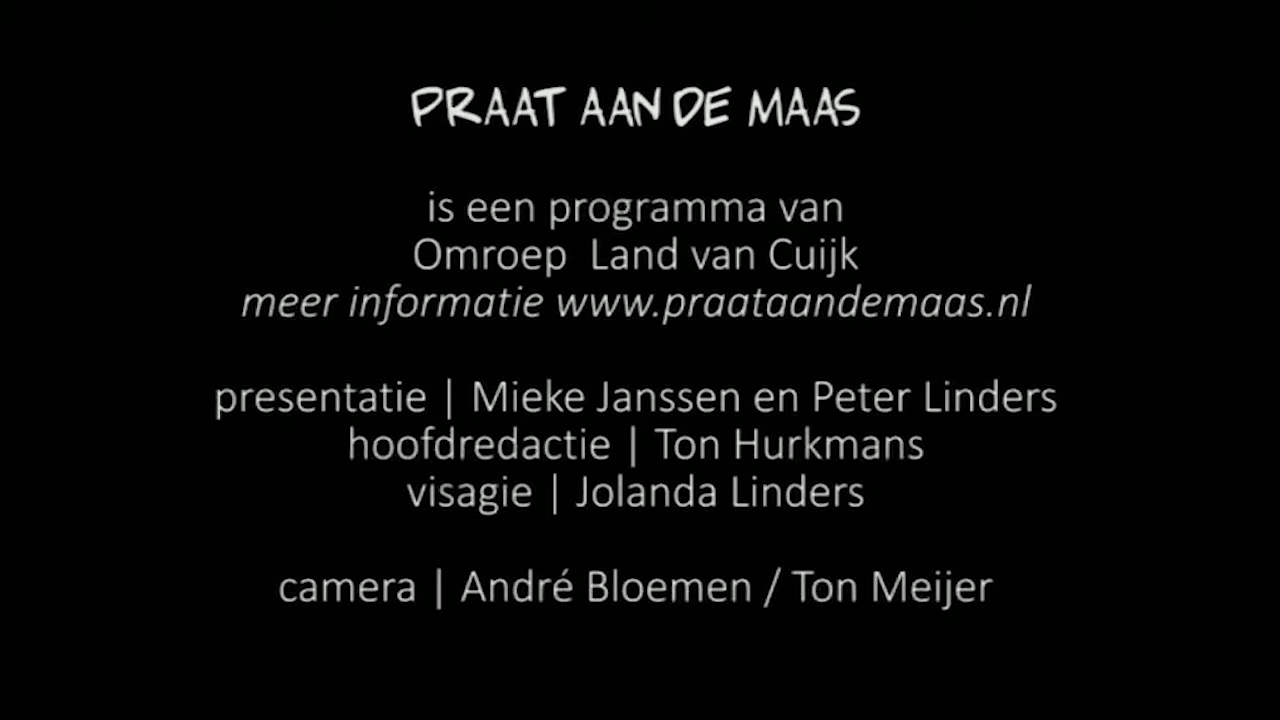 PRAAT AAN DE MAAS
is een programma van
Omroep Land van Cuijk
meer informatie www.praataandemaas.nl
presentatie | Mieke Janssen en Peter Linders
hoofdredactie | Ton Hurkmans
visagie | Jolanda Linders
camera | André Bloemen / Ton Meijer